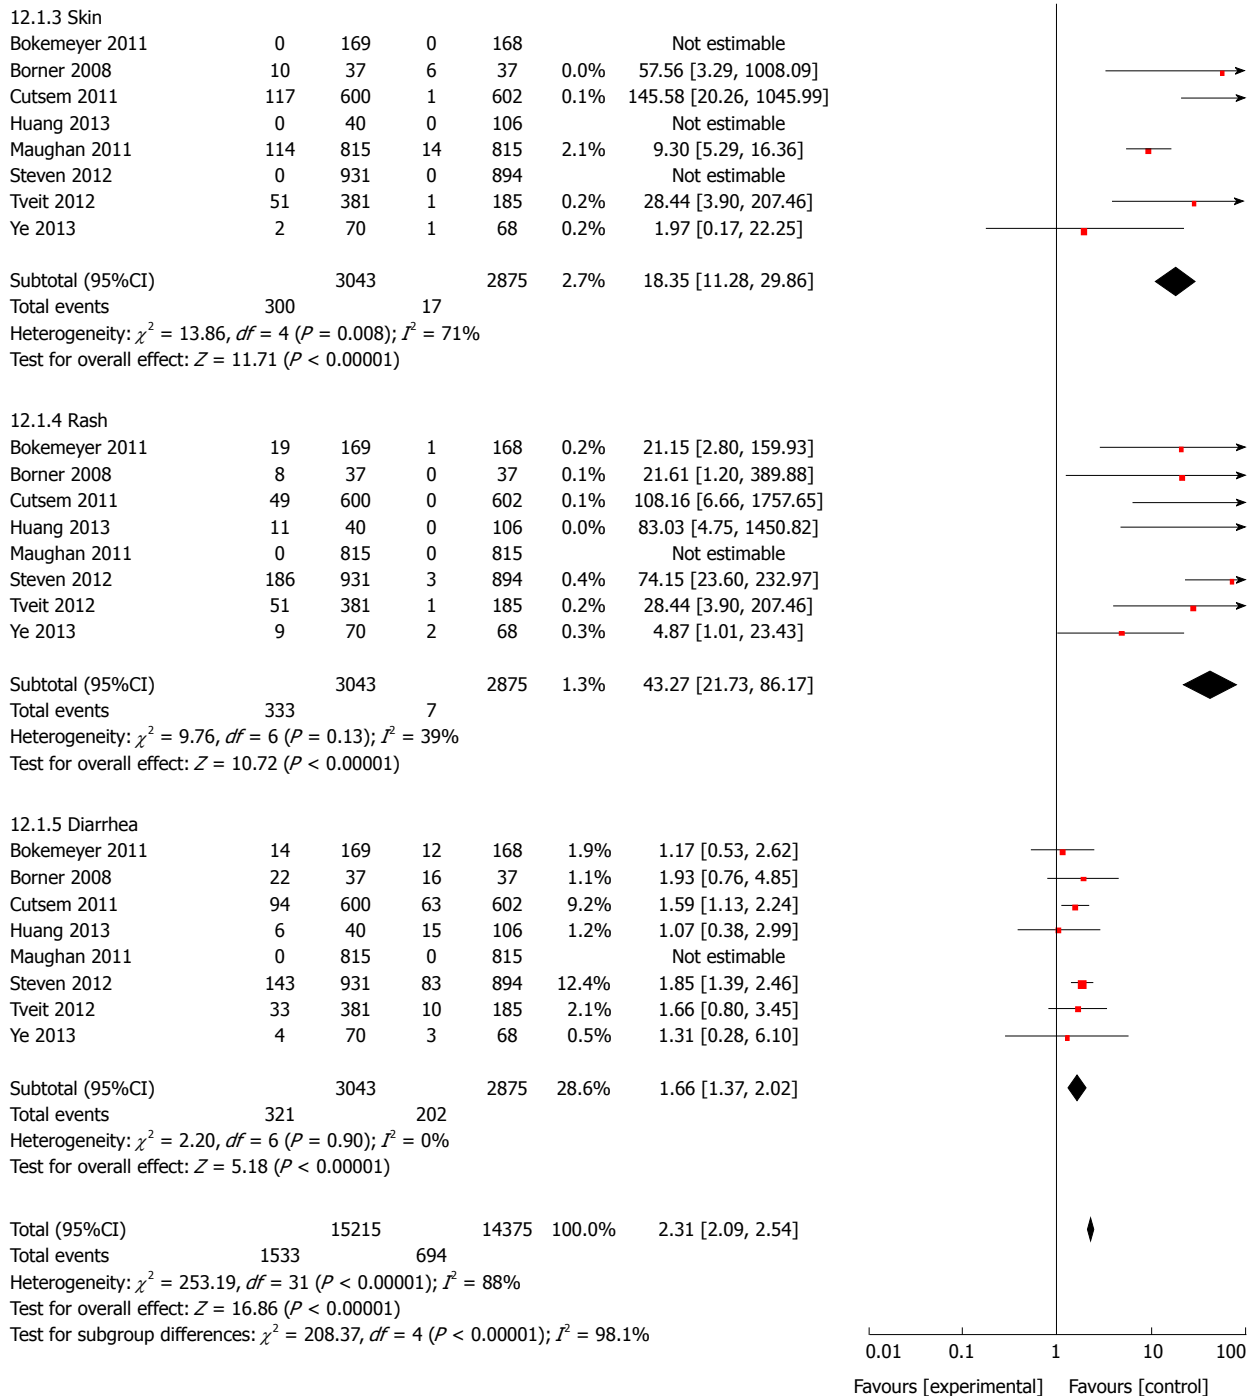 12.1.3 Skin
Bokemeyer 2011 0 169 0 168 Not estimable
Borner 2008 10 37 6 37 0.0% 57.56 [3.29, 1008.09]
Cutsem 2011 117 600 1 602 0.1% 145.58 [20.26, 1045.99]
Huang 2013 0 40 0 106 Not estimable
Maughan 2011 114 815 14 815 2.1% 9.30 [5.29, 16.36]
Steven 2012 0 931 0 894 Not estimable
Tveit 2012 51 381 1 185 0.2% 28.44 [3.90, 207.46]
Ye 2013 2 70 1 68 0.2% 1.97 [0.17, 22.25]
Subtotal (95%CI) 3043 2875 2.7% 18.35 [11.28, 29.86]
Total events 300 17
Heterogeneity: χ² = 13.86, df = 4 (P = 0.008); I² = 71%
Test for overall effect: Z = 11.71 (P < 0.00001)
12.1.4 Rash
Bokemeyer 2011 19 169 1 168 0.2% 21.15 [2.80, 159.93]
Borner 2008 8 37 0 37 0.1% 21.61 [1.20, 389.88]
Cutsem 2011 49 600 0 602 0.1% 108.16 [6.66, 1757.65]
Huang 2013 11 40 0 106 0.0% 83.03 [4.75, 1450.82]
Maughan 2011 0 815 0 815 Not estimable
Steven 2012 186 931 3 894 0.4% 74.15 [23.60, 232.97]
Tveit 2012 51 381 1 185 0.2% 28.44 [3.90, 207.46]
Ye 2013 9 70 2 68 0.3% 4.87 [1.01, 23.43]
Subtotal (95%CI) 3043 2875 1.3% 43.27 [21.73, 86.17]
Total events 333 7
Heterogeneity: χ² = 9.76, df = 6 (P = 0.13); I² = 39%
Test for overall effect: Z = 10.72 (P < 0.00001)
12.1.5 Diarrhea
Bokemeyer 2011 14 169 12 168 1.9% 1.17 [0.53, 2.62]
Borner 2008 22 37 16 37 1.1% 1.93 [0.76, 4.85]
Cutsem 2011 94 600 63 602 9.2% 1.59 [1.13, 2.24]
Huang 2013 6 40 15 106 1.2% 1.07 [0.38, 2.99]
Maughan 2011 0 815 0 815 Not estimable
Steven 2012 143 931 83 894 12.4% 1.85 [1.39, 2.46]
Tveit 2012 33 381 10 185 2.1% 1.66 [0.80, 3.45]
Ye 2013 4 70 3 68 0.5% 1.31 [0.28, 6.10]
Subtotal (95%CI) 3043 2875 28.6% 1.66 [1.37, 2.02]
Total events 321 202
Heterogeneity: χ² = 2.20, df = 6 (P = 0.90); I² = 0%
Test for overall effect: Z = 5.18 (P < 0.00001)
Total (95%CI) 15215 14375 100.0% 2.31 [2.09, 2.54]
Total events 1533 694
Heterogeneity: χ² = 253.19, df = 31 (P < 0.00001); I² = 88%
Test for overall effect: Z = 16.86 (P < 0.00001)
Test for subgroup differences: χ² = 208.37, df = 4 (P < 0.00001); I² = 98.1%
0.01 0.1 1 10 100
Favours [experimental] Favours [control]